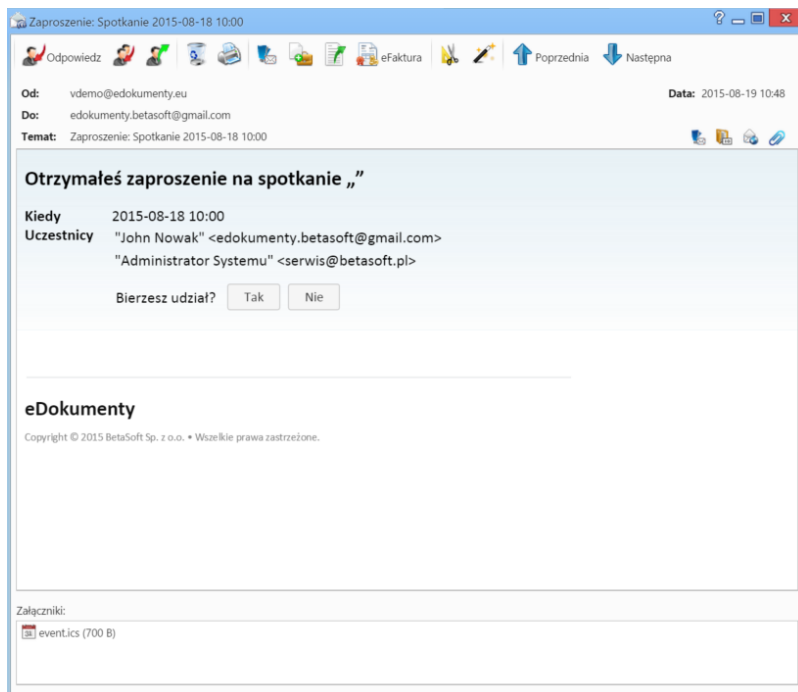 Zaproszenie: Spotkanie 2015-08-18 10:00
Odpowiedz eFaktura Poprzednia Następna
Od: vdemo@edokumenty.eu Data: 2015-08-19 10:48
Do: edokumenty.betasoft@gmail.com
Temat: Zaproszenie: Spotkanie 2015-08-18 10:00
Otrzymałeś zaproszenie na spotkanie „”
Kiedy 2015-08-18 10:00
Uczestnicy "John Nowak" <edokumenty.betasoft@gmail.com>
"Administrator Systemu" <serwis@betasoft.pl>
Bierzesz udział? Tak Nie
eDokumenty
Copyright © 2015 BetaSoft Sp. z o.o. • Wszelkie prawa zastrzeżone.
Załączniki:
event.ics (700 B)